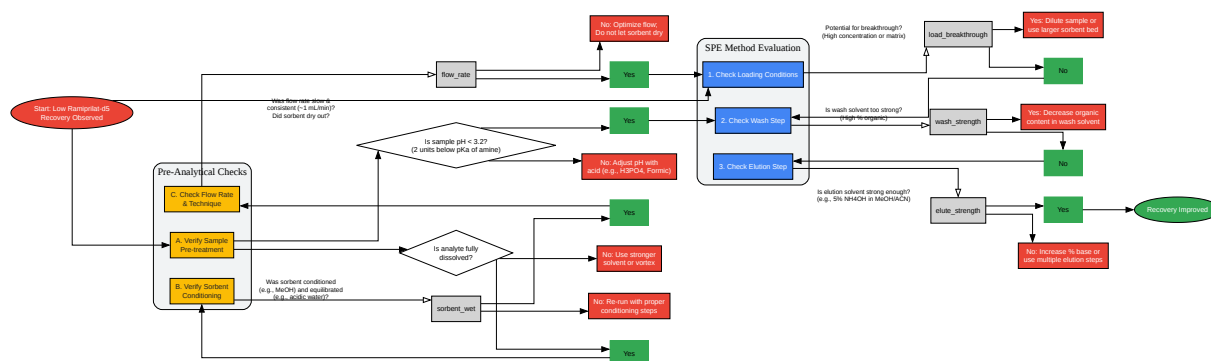 Start: Low Ramiprilat-d5
Recovery Observed
Pre-Analytical Checks
C. Check Flow Rate
& Technique
A. Verify Sample
Pre-treatment
B. Verify Sorbent
Conditioning
Was flow rate slow &
consistent (~1 mL/min)?
Did sorbent dry out?
flow_rate
No: Optimize flow;
Do not let sorbent dry
Yes
Is sample pH < 3.2?
(2 units below pKa of amine)
Yes
No: Adjust pH with
acid (e.g., H3PO4, Formic)
Yes
Is analyte fully
dissolved?
No: Use stronger
solvent or vortex
Was sorbent conditioned
(e.g., MeOH) and equilibrated
(e.g., acidic water)?
sorbent_wet
No: Re-run with proper
conditioning steps
Yes
SPE Method Evaluation
1. Check Loading Conditions
2. Check Wash Step
3. Check Elution Step
Potential for breakthrough?
(High concentration or matrix)
load_breakthrough
Yes: Dilute sample or
use larger sorbent bed
No
Is wash solvent too strong?
(High % organic)
wash_strength
Yes: Decrease organic
content in wash solvent
No
Is elution solvent strong enough?
(e.g., 5% NH4OH in MeOH/ACN)
elute_strength
Yes
Recovery Improved
No: Increase % base or
use multiple elution steps